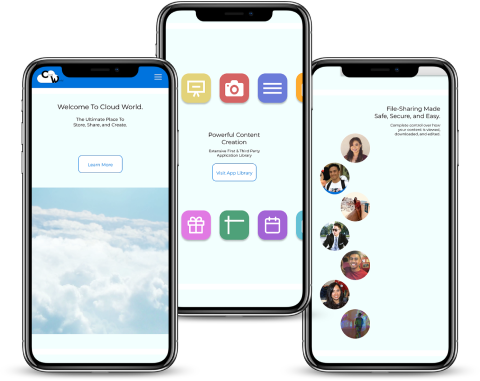 CW
Welcome To Cloud World.
The Ultimate Place To
Store, Share, and Create.
Learn More
Powerful Content
Creation
Extensive First & Third Party
Application Library
Visit App Library
File-Sharing Made
Safe, Secure, and Easy.
Complete control over how
your content is viewed,
downloaded, and edited.